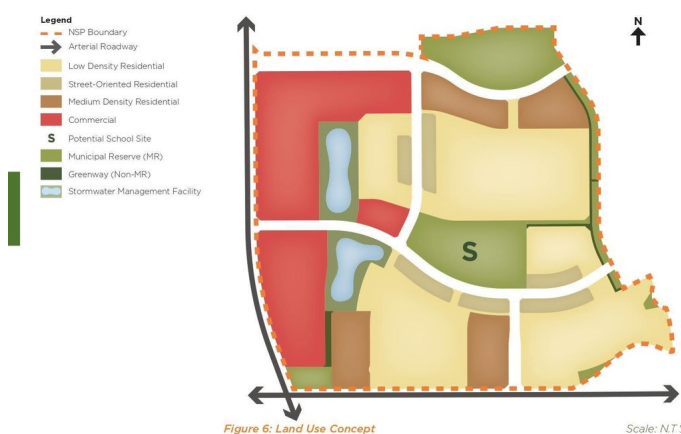 Legend
NSP Boundary
Arterial Roadway
Low Density Residential
Street-Oriented Residential
Medium Density Residential
Commercial
S Potential School Site
Municipal Reserve (MR)
Greenway (Non-MR)
Stormwater Management Facility
N
S
Figure 6: Land Use Concept
Scale: N.T.